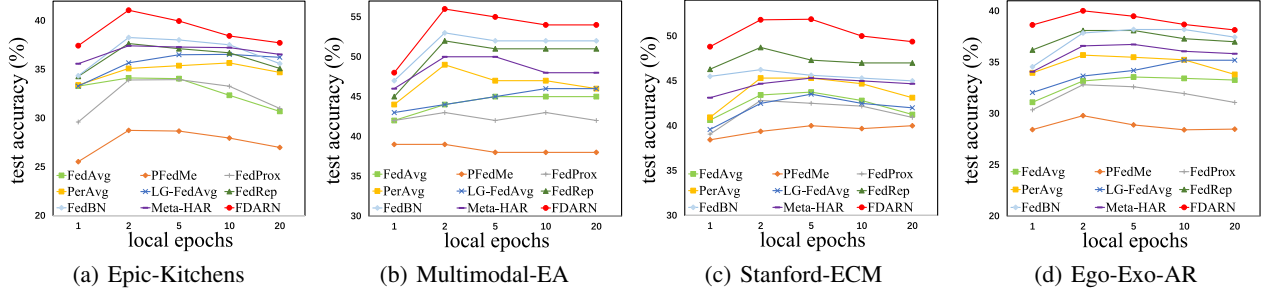 test accuracy (%)
40
35
30
25
20
FedAvg PFedMe FedProx
PerAvg LG-FedAvg FedRep
FedBN Meta-HAR FDARN
1 2 5 10 20
local epochs
(a) Epic-Kitchens
test accuracy (%)
55
50
45
40
35
30
FedAvg PFedMe FedProx
PerAvg LG-FedAvg FedRep
FedBN Meta-HAR FDARN
1 2 5 10 20
local epochs
(b) Multimodal-EA
test accuracy (%)
50
45
40
35
30
FedAvg PFedMe FedProx
PerAvg LG-FedAvg FedRep
FedBN Meta-HAR FDARN
1 2 5 10 20
local epochs
(c) Stanford-ECM
test accuracy (%)
40
35
30
25
20
FedAvg PFedMe FedProx
PerAvg LG-FedAvg FedRep
FedBN Meta-HAR FDARN
1 2 5 10 20
local epochs
(d) Ego-Exo-AR